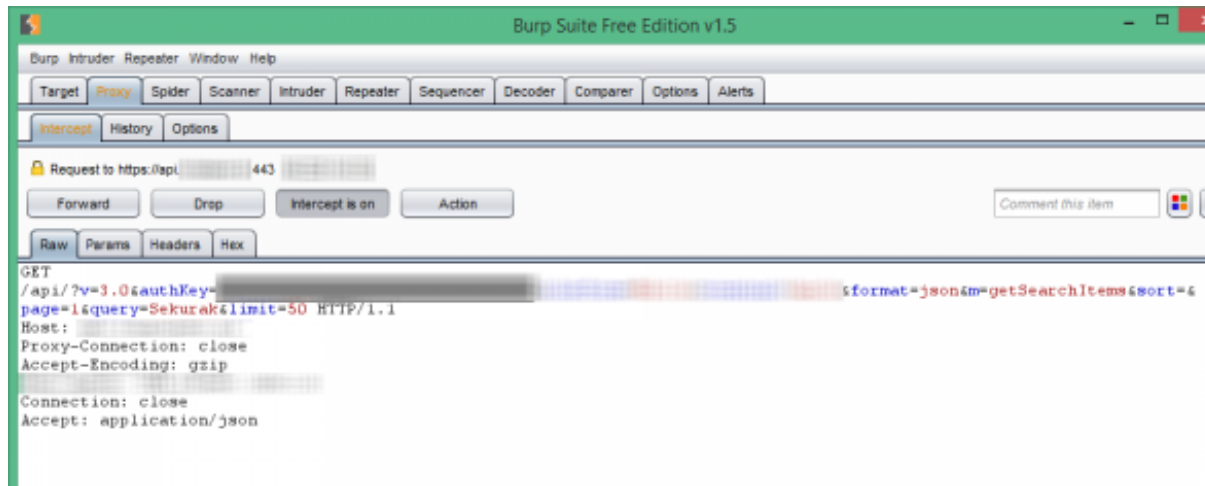 Burp Suite Free Edition v1.5
Burp Intruder Repeater Window Help
Target Proxy Spider Scanner Intruder Repeater Sequencer Decoder Comparer Options Alerts
Intercept History Options
Request to https://api. 443
Forward Drop Intercept is on Action Comment this item
Raw Params Headers Hex
GET
/api/?v=3.0&authKey= &format=json&m=getSearchItems&sort=&
page=1&query=Sekurak&limit=50 HTTP/1.1
Host:
Proxy-Connection: close
Accept-Encoding: gzip
Connection: close
Accept: application/json